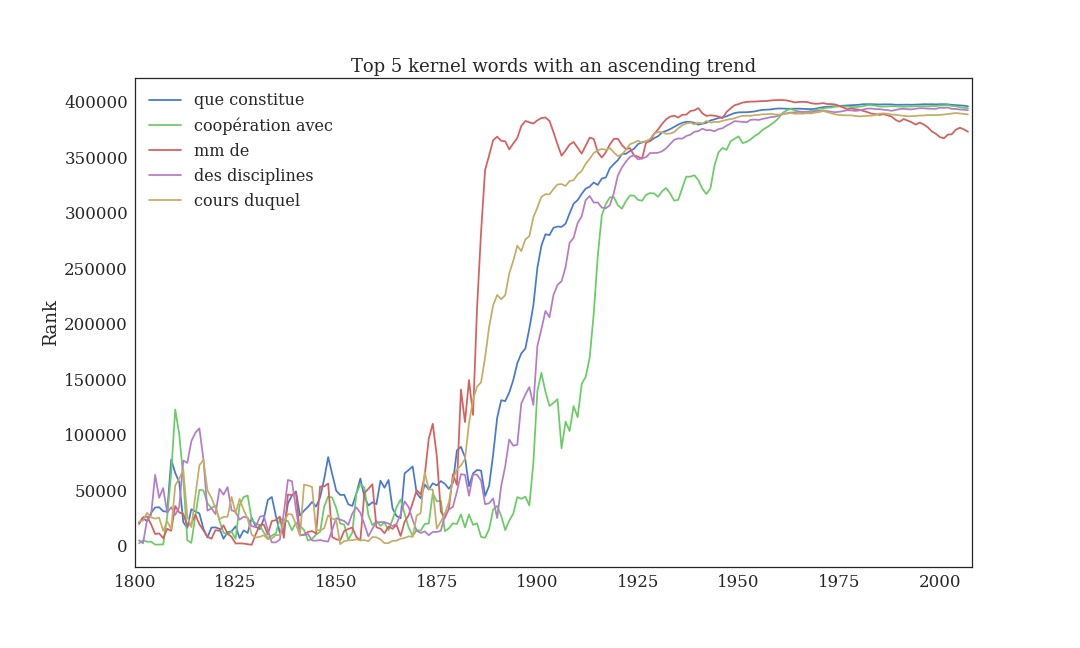 Top 5 kernel words with an ascending trend
que constitue
coopération avec
mm de
des disciplines
cours duquel
Rank
400000
350000
300000
250000
200000
150000
100000
50000
0
1800 1825 1850 1875 1900 1925 1950 1975 2000